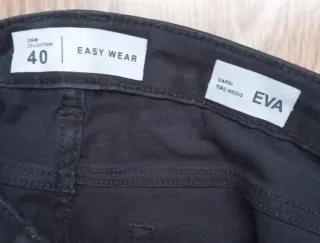 DENIM
COLLECTION
40
EASY WEAR
CAPRI
TIRO MEDIO
EVA